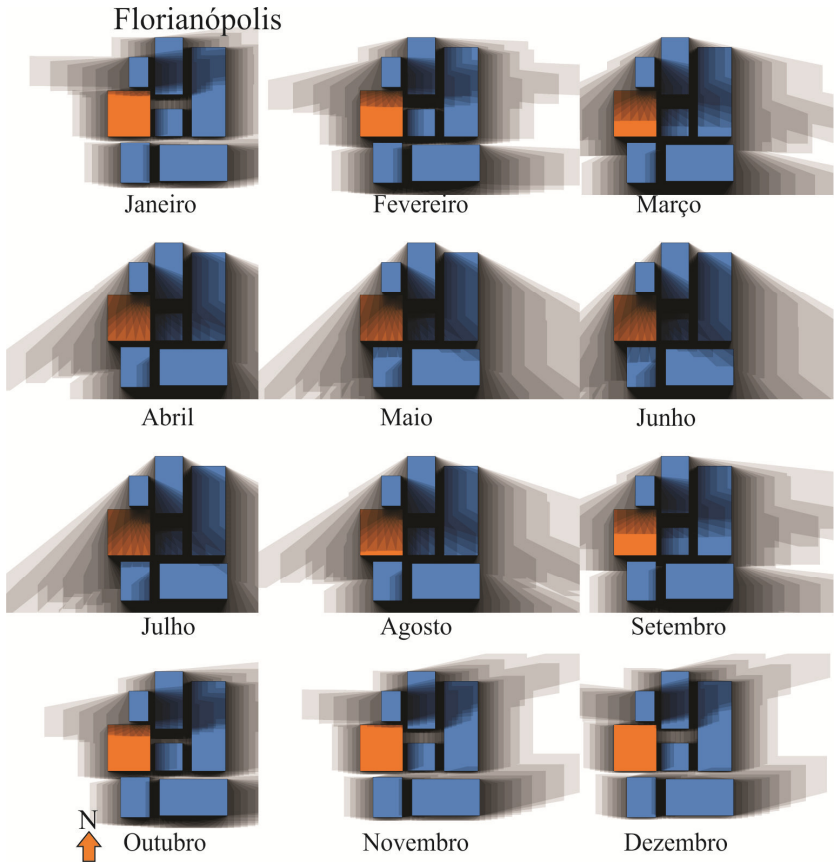 Florianópolis
Janeiro
Fevereiro
Março
Abril
Maio
Junho
Julho
Agosto
Setembro
N
Outubro
Novembro
Dezembro